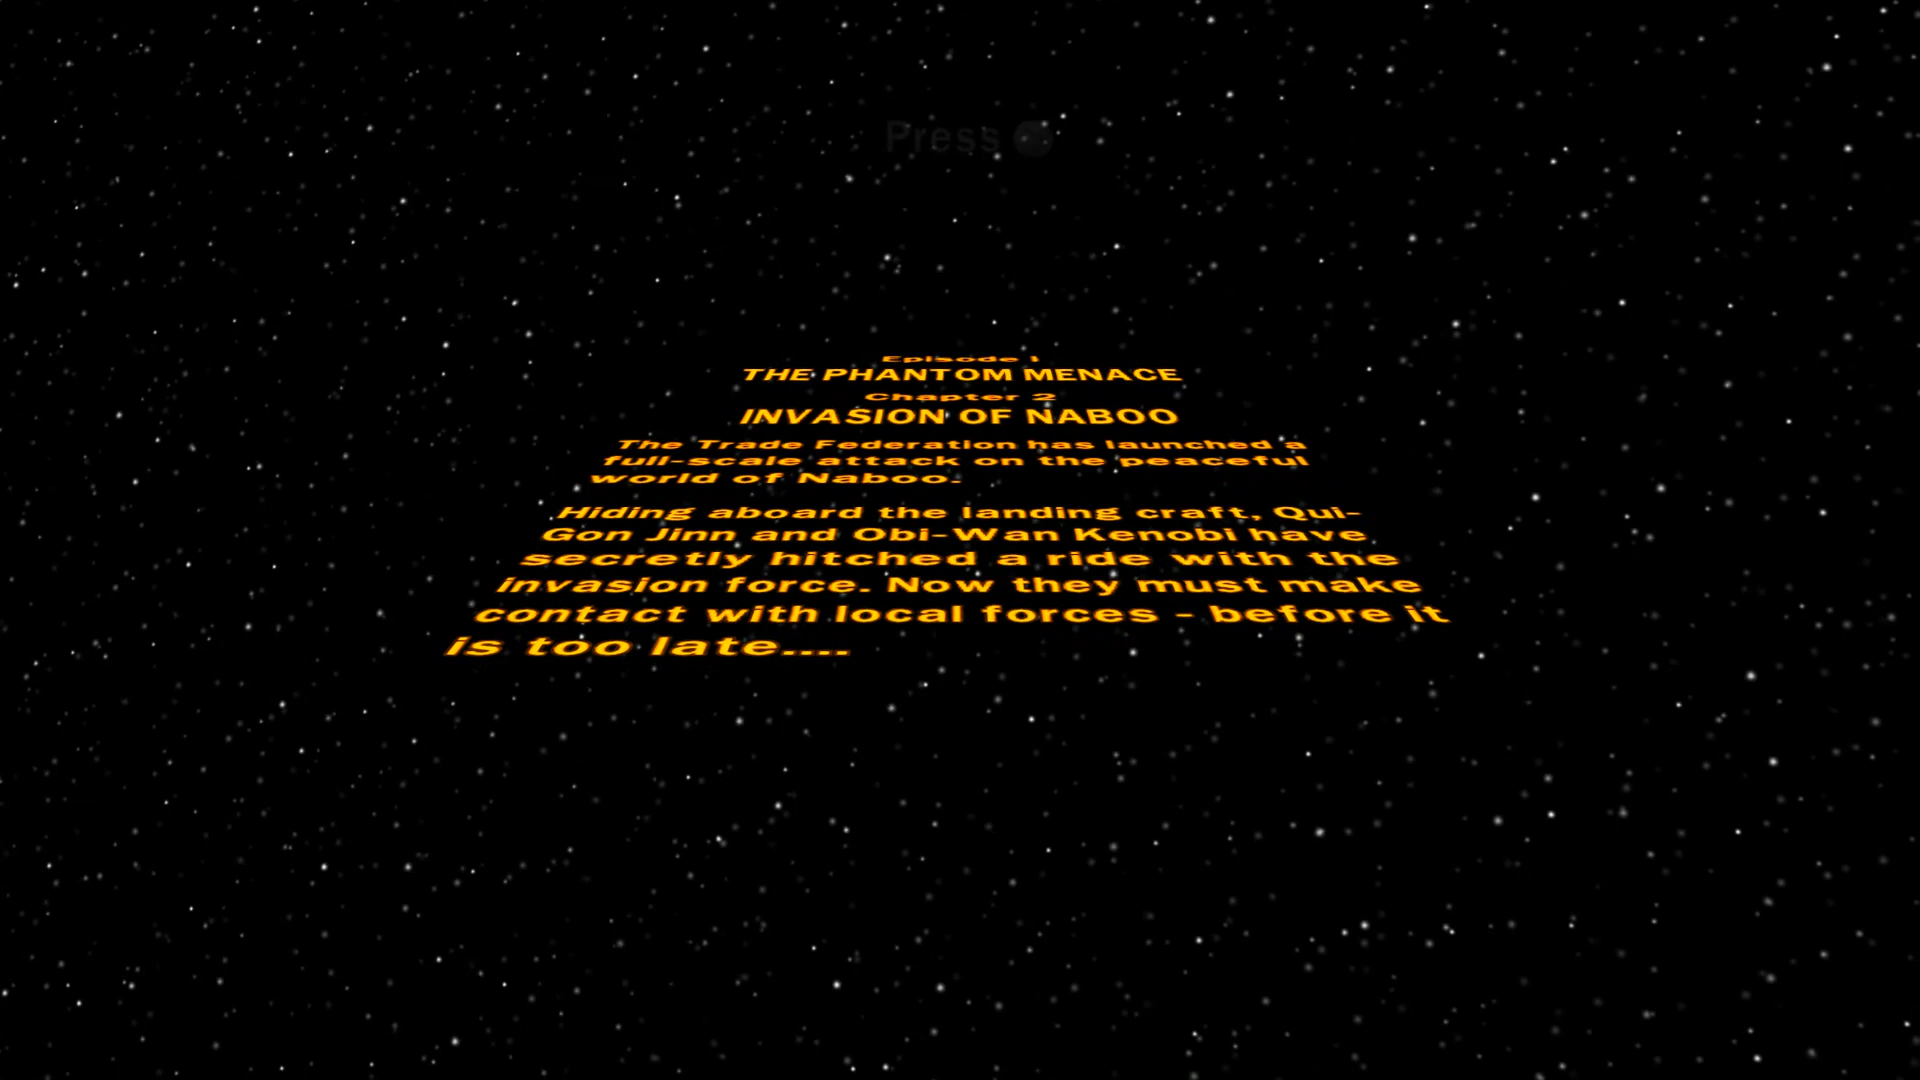 Press
Episode 1
THE PHANTOM MENACE
Chapter 2
INVASION OF NABOO
The Trade Federation has launched a
full-scale attack on the peaceful
world of Naboo.
Hiding aboard the landing craft, Qui-
Gon Jinn and Obi-Wan Kenobi have
secretly hitched a ride with the
invasion force. Now they must make
contact with local forces - before it
is too late....